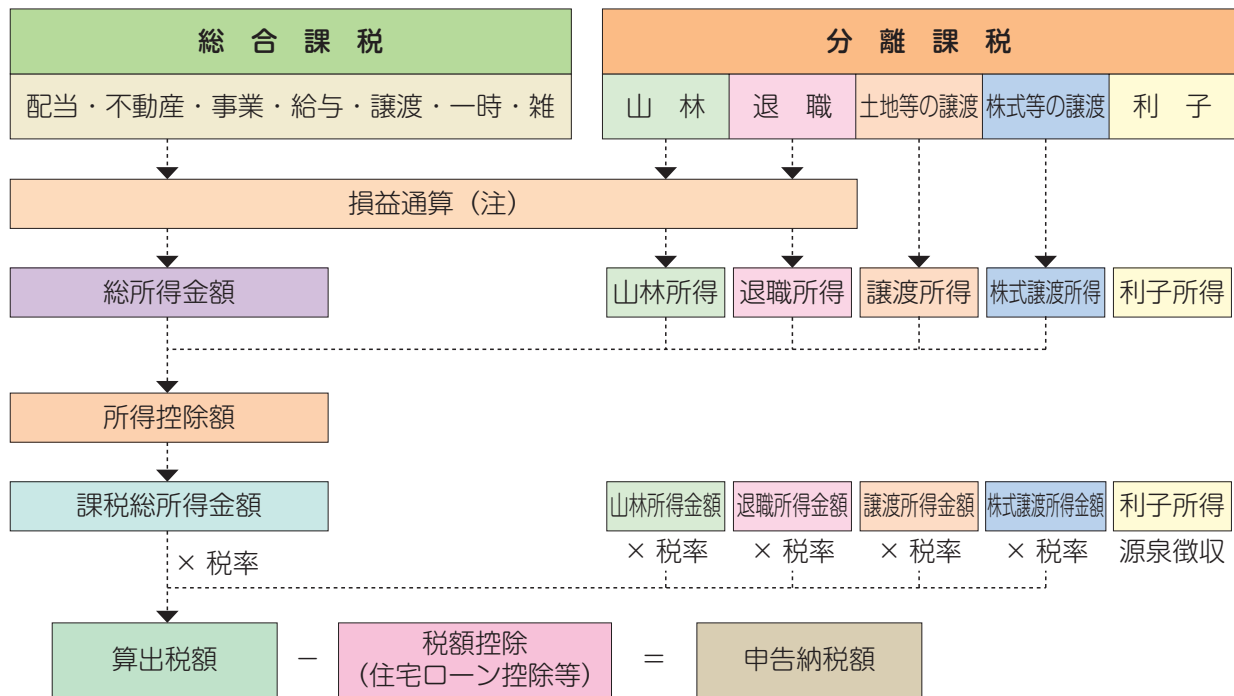 総合課税
分離課税
配当・不動産・事業・給与・譲渡・一時・雑
山林
退職
土地等の譲渡
株式等の譲渡
利子
損益通算（注）
総所得金額
山林所得
退職所得
譲渡所得
株式譲渡所得
利子所得
所得控除額
課税総所得金額
山林所得金額
退職所得金額
譲渡所得金額
株式譲渡所得金額
利子所得
× 税率
× 税率
× 税率
× 税率
× 税率
源泉徴収
算出税額
−
税額控除
（住宅ローン控除等）
=
申告納税額